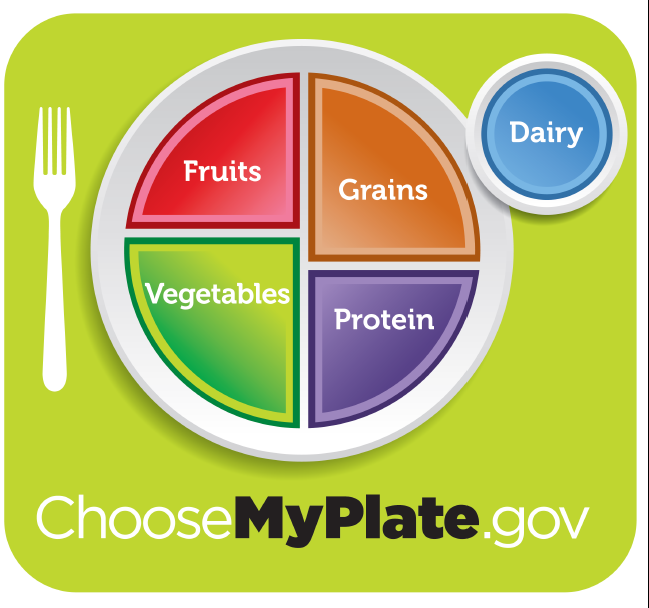 Dairy
Fruits
Grains
Vegetables
Protein
ChooseMyPlate.gov